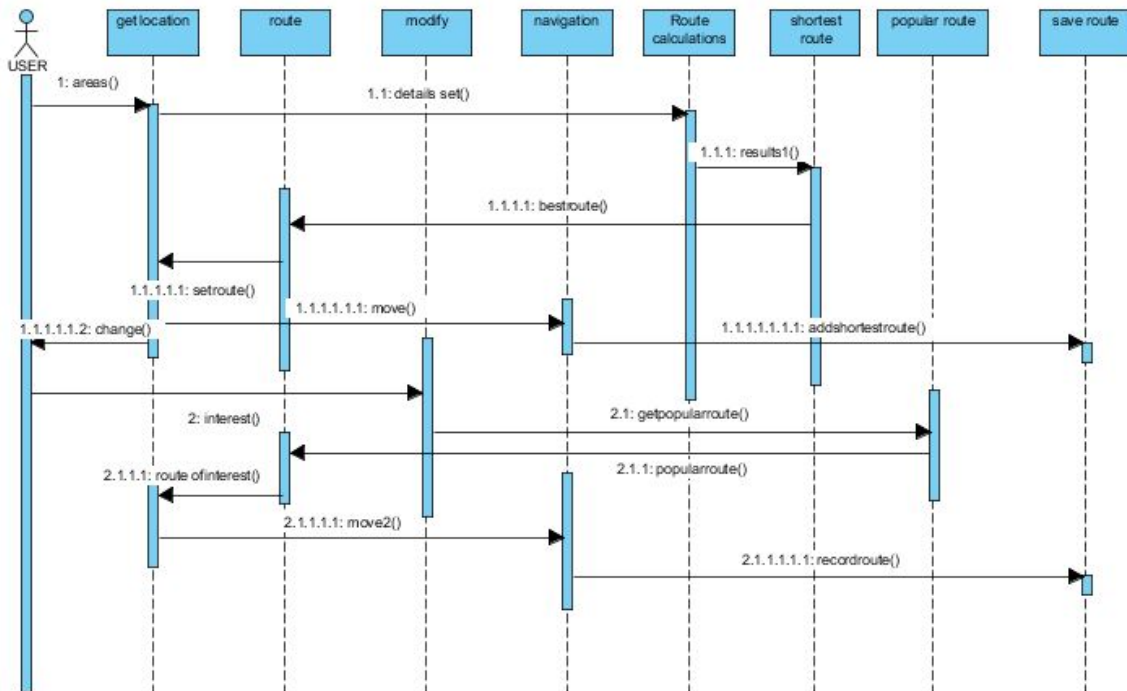 get location
route
modify
navigation
Route
calculations
shortest
route
popular route
save route
USER
1: areas()
1.1: details set()
1.1.1: results1()
1.1.1.1: bestroute()
1.1.1.1.1: setroute()
1.1.1.1.1.1: move()
1.1.1.1.1.2: change()
1.1.1.1.1.1.1: addshortestroute()
2: interest()
2.1: getpopularroute()
2.1.1: popularroute()
2.1.1.1: route ofinterest()
2.1.1.1.1: move2()
2.1.1.1.1.1: recordroute()